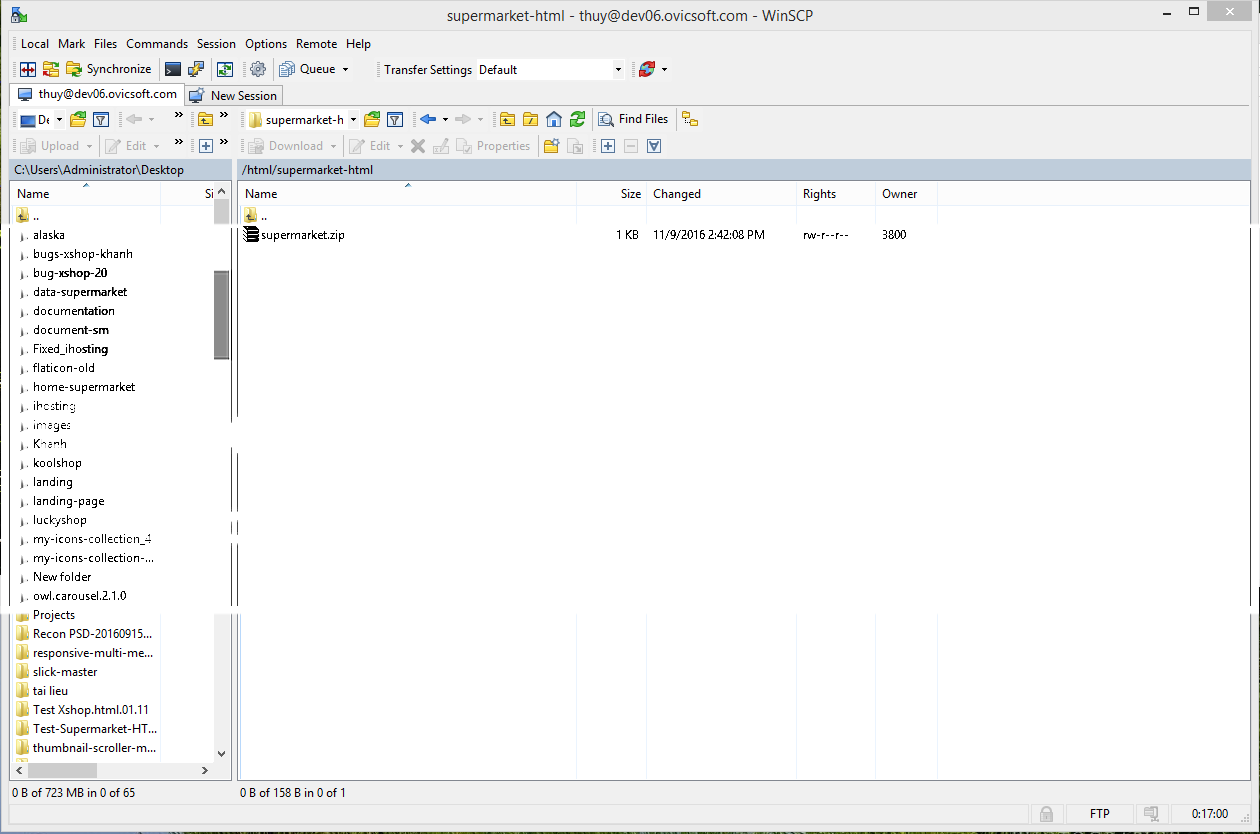 supermarket-html - thuy@dev06.ovicsoft.com - WinSCP
Local Mark Files Commands Session Options Remote Help
Synchronize Queue Transfer Settings Default
thuy@dev06.ovicsoft.com New Session
De supermarket-h Find Files
Upload Edit Download Edit Properties
C:\Users\Administrator\Desktop /html/supermarket-html
Name Si Name Size Changed Rights Owner
.. ..
alaska supermarket.zip 1 KB 11/9/2016 2:42:08 PM rw-r--r-- 3800
bugs-xshop-khanh
bug-xshop-20
data-supermarket
documentation
document-sm
Fixed_ihosting
flaticon-old
home-supermarket
ihosting
images
Khanh
koolshop
landing
landing-page
luckyshop
my-icons-collection_4
my-icons-collection-...
New folder
owl.carousel.2.1.0
Projects
Recon PSD-20160915...
responsive-multi-me...
slick-master
tai lieu
Test Xshop.html.01.11
Test-Supermarket-HT...
thumbnail-scroller-m...
0 B of 723 MB in 0 of 65 0 B of 158 B in 0 of 1
FTP 0:17:00